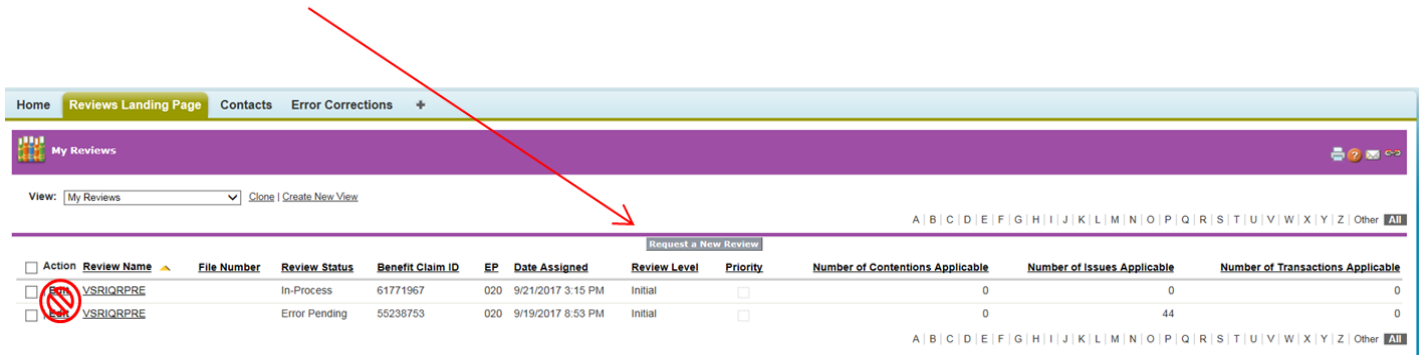 Home Reviews Landing Page Contacts Error Corrections +
My Reviews
View: My Reviews Clone | Create New View
A | B | C | D | E | F | G | H | I | J | K | L | M | N | O | P | Q | R | S | T | U | V | W | X | Y | Z | Other All
Request a New Review
Action Review Name File Number Review Status Benefit Claim ID EP Date Assigned Review Level Priority Number of Contentions Applicable Number of Issues Applicable Number of Transactions Applicable
Edit VSRIQRPRE In-Process 61771967 020 9/21/2017 3:15 PM Initial 0 0 0
Edit VSRIQRPRE Error Pending 55238753 020 9/19/2017 8:53 PM Initial 0 44 0
A | B | C | D | E | F | G | H | I | J | K | L | M | N | O | P | Q | R | S | T | U | V | W | X | Y | Z | Other All